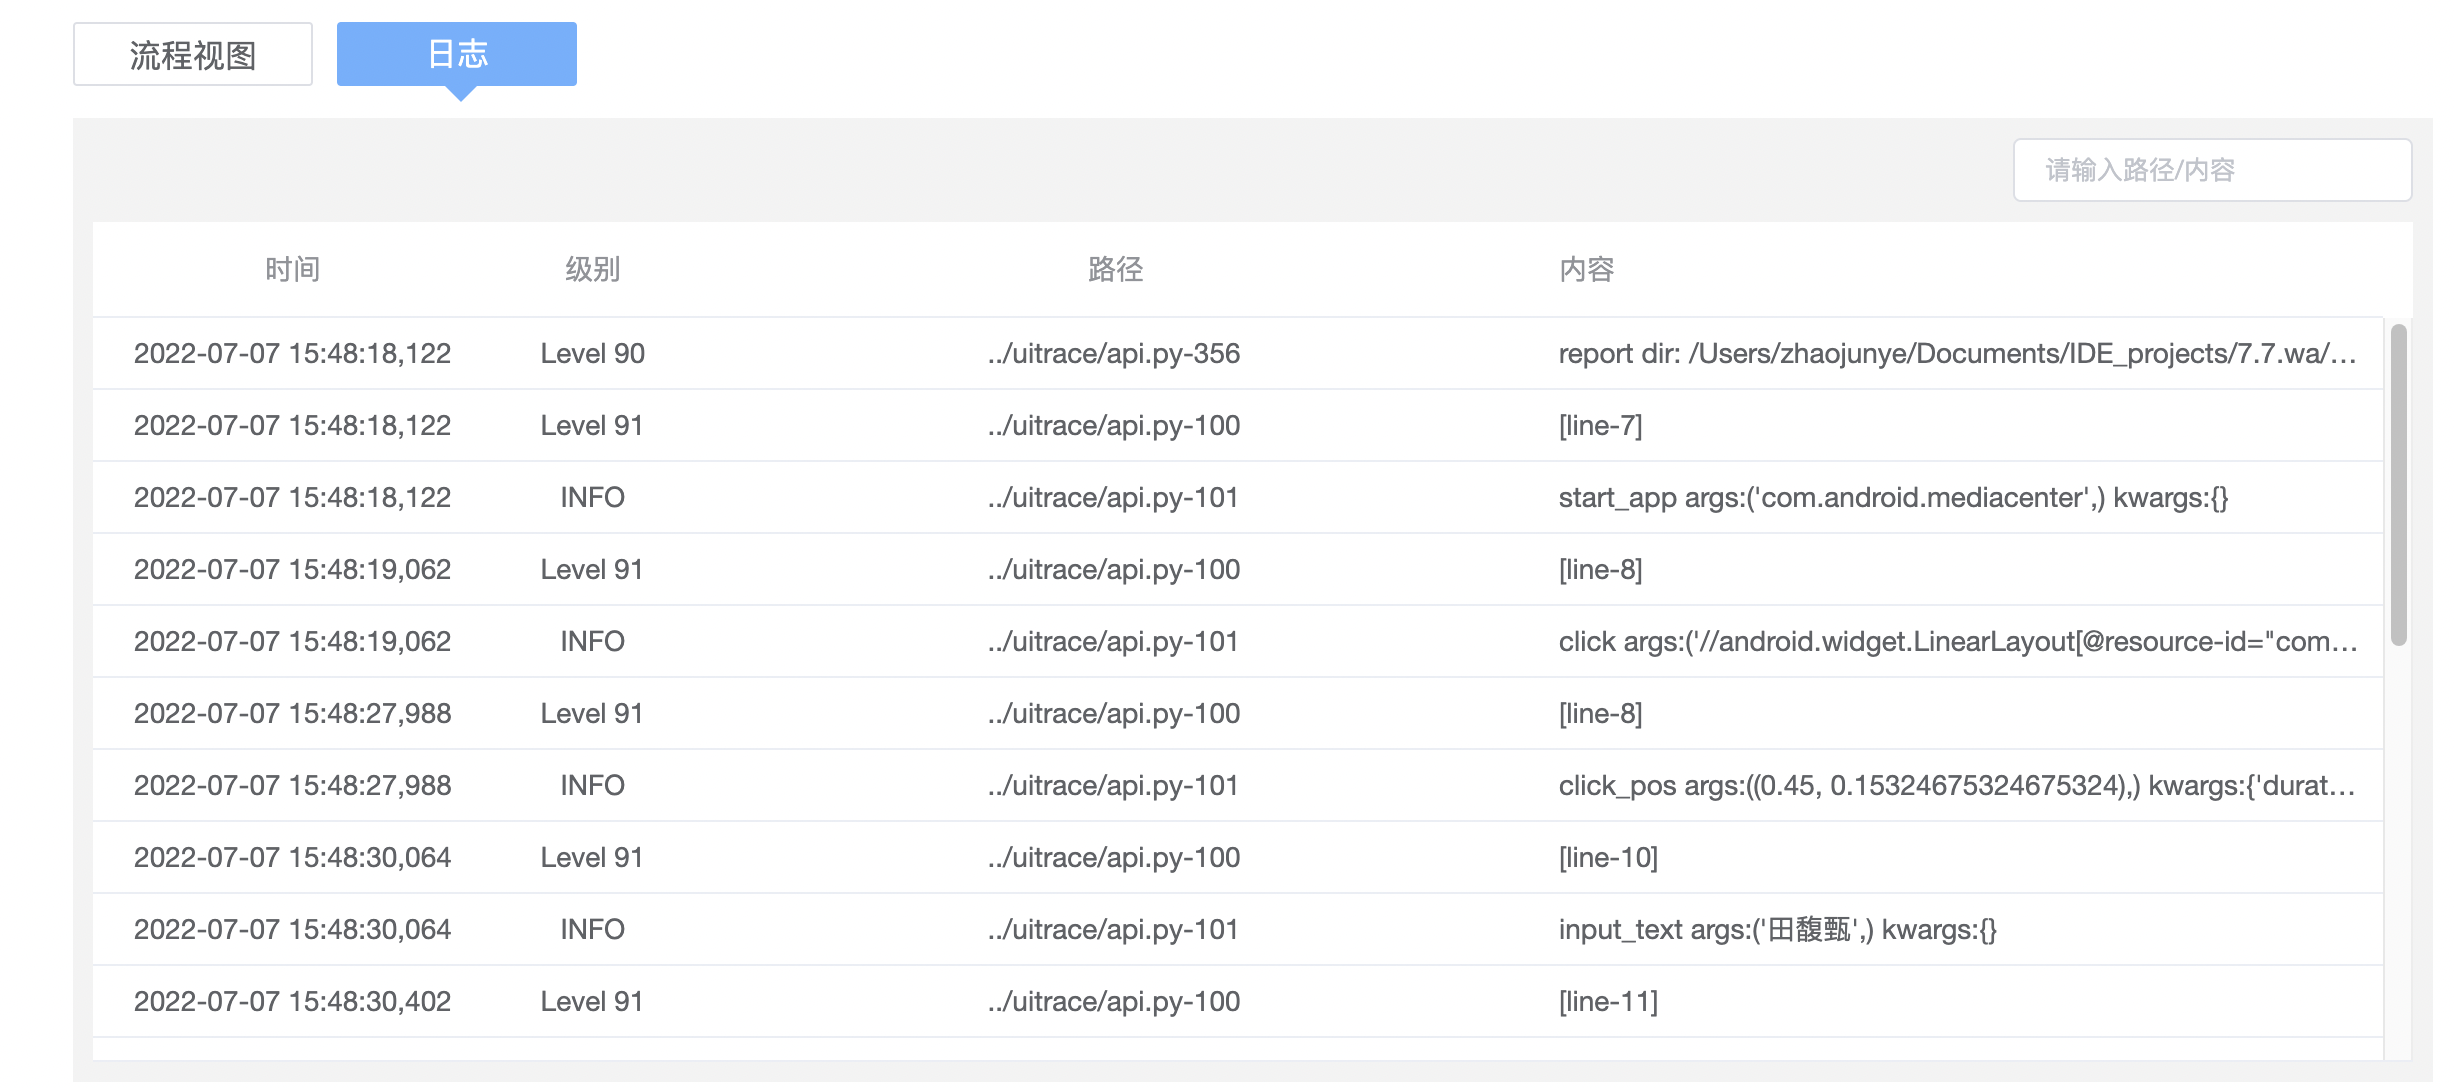 流程视图 日志
请输入路径/内容
时间 级别 路径 内容
2022-07-07 15:48:18,122 Level 90 ../uitrace/api.py-356 report dir: /Users/zhaojunye/Documents/IDE_projects/7.7.wa/...
2022-07-07 15:48:18,122 Level 91 ../uitrace/api.py-100 [line-7]
2022-07-07 15:48:18,122 INFO ../uitrace/api.py-101 start_app args:('com.android.mediacenter',) kwargs:{}
2022-07-07 15:48:19,062 Level 91 ../uitrace/api.py-100 [line-8]
2022-07-07 15:48:19,062 INFO ../uitrace/api.py-101 click args:('//android.widget.LinearLayout[@resource-id="com...
2022-07-07 15:48:27,988 Level 91 ../uitrace/api.py-100 [line-8]
2022-07-07 15:48:27,988 INFO ../uitrace/api.py-101 click_pos args:((0.45, 0.15324675324675324),) kwargs:{'durat...
2022-07-07 15:48:30,064 Level 91 ../uitrace/api.py-100 [line-10]
2022-07-07 15:48:30,064 INFO ../uitrace/api.py-101 input_text args:('田馥甄',) kwargs:{}
2022-07-07 15:48:30,402 Level 91 ../uitrace/api.py-100 [line-11]